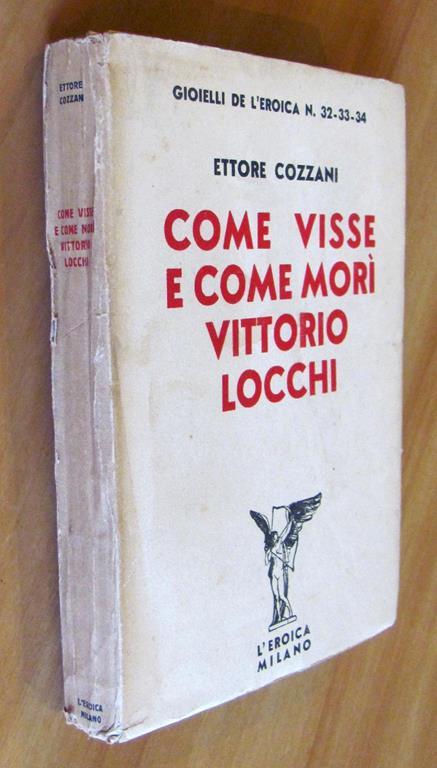 ETTORE
COZZANI
COME VISSE
E COME MORÌ
VITTORIO
LOCCHI
L'EROICA
MILANO
GIOIELLI DE L'EROICA N. 32-33-34
ETTORE COZZANI
COME VISSE
E COME MORÌ
VITTORIO
LOCCHI
L'EROICA
MILANO